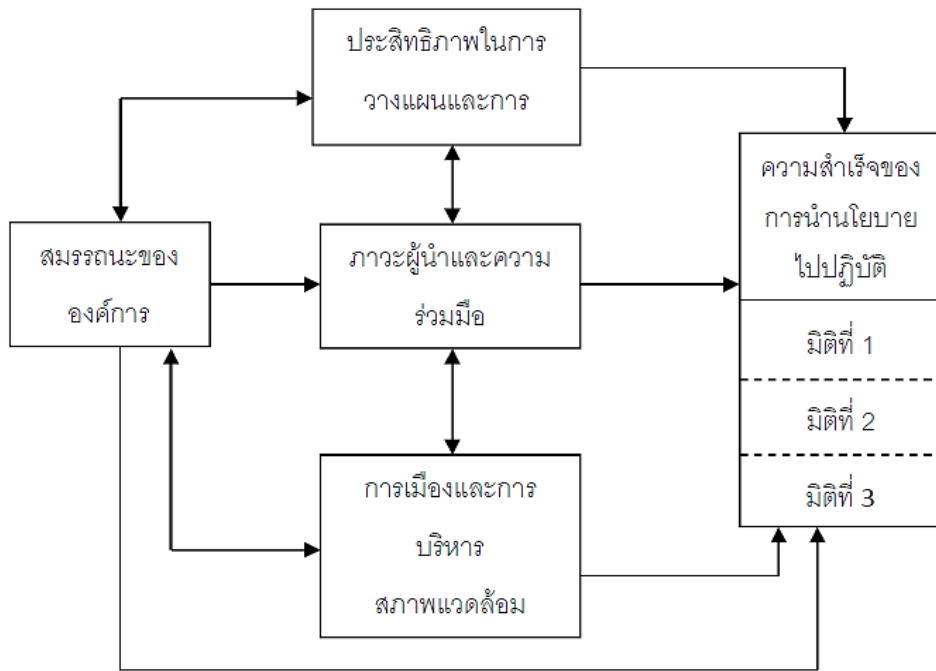 ประสิทธิภาพในการ
วางแผนและการ
สมรรถนะของ
องค์การ
ภาวะผู้นำและความ
ร่วมมือ
การเมืองและการ
บริหาร
สภาพแวดล้อม
ความสำเร็จของ
การนำนโยบาย
ไปปฏิบัติ
มิติที่ 1
มิติที่ 2
มิติที่ 3